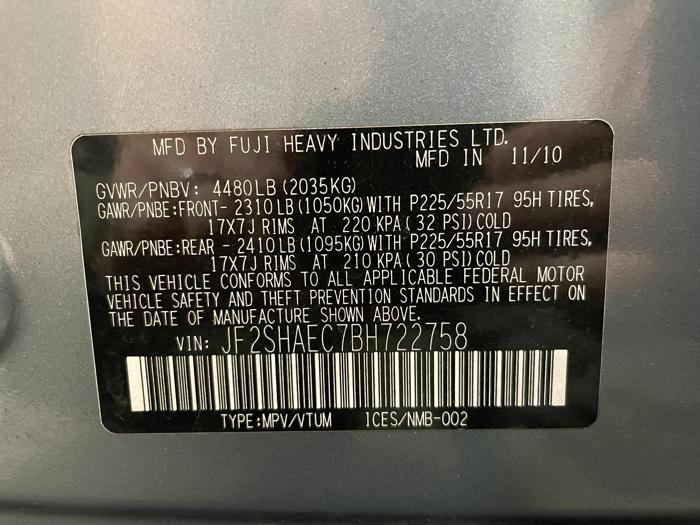 MFD BY FUJI HEAVY INDUSTRIES LTD.
MFD IN 11/10
GVWR/PNBV: 4480LB(2035KG)
GAWR/PNBE:FRONT- 2310LB(1050KG)WITH P225/55R17 95H TIRES,
17X7J RIMS AT 220 KPA( 32 PSI)COLD
GAWR/PNBE:REAR - 2410LB(1095KG)WITH P225/55R17 95H TIRES,
17X7J RIMS AT 210 KPA( 30 PSI)COLD
THIS VEHICLE CONFORMS TO ALL APPLICABLE FEDERAL MOTOR
VEHICLE SAFETY AND THEFT PREVENTION STANDARDS IN EFFECT ON
THE DATE OF MANUFACTURE SHOWN ABOVE.
VIN: JF2SHAEC7BH722758
TYPE:MPV/VTUM ICES/NMB-002